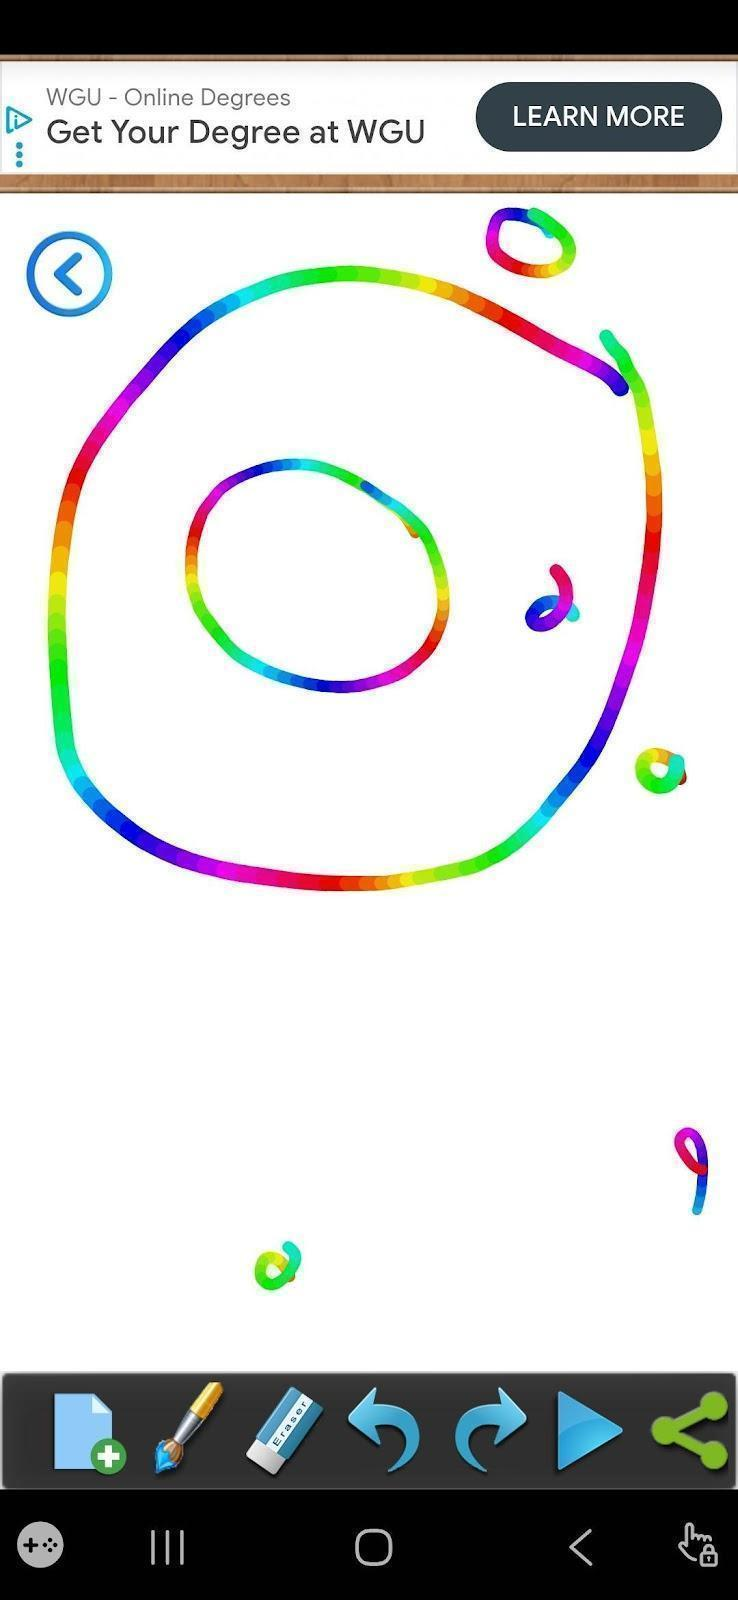 WGU - Online Degrees
Get Your Degree at WGU
LEARN MORE
Eraser